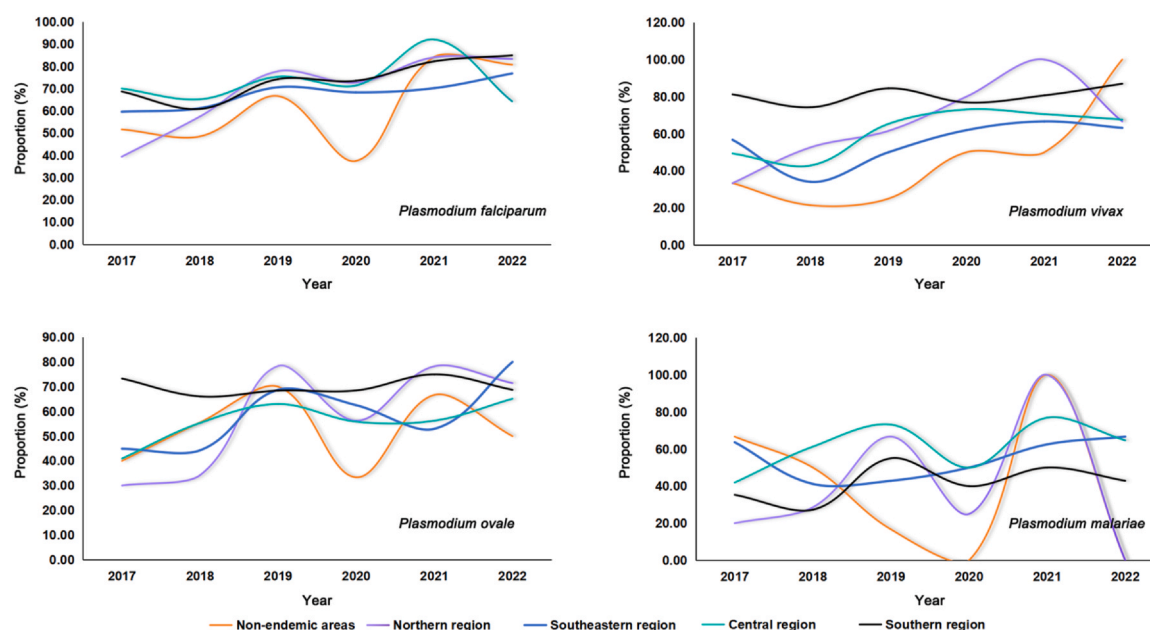 100.00
90.00
80.00
70.00
60.00
50.00
40.00
30.00
20.00
10.00
0.00
Proportion (%)
Plasmodium falciparum
2017 2018 2019 2020 2021 2022
Year
120.00
100.00
80.00
60.00
40.00
20.00
0.00
Proportion (%)
Plasmodium vivax
2017 2018 2019 2020 2021 2022
Year
90.00
80.00
70.00
60.00
50.00
40.00
30.00
20.00
10.00
0.00
Proportion (%)
Plasmodium ovale
2017 2018 2019 2020 2021 2022
Year
120.00
100.00
80.00
60.00
40.00
20.00
0.00
Proportion (%)
Plasmodium malariae
2017 2018 2019 2020 2021 2022
Year
Non-endemic areas Northern region Southeastern region Central region Southern region